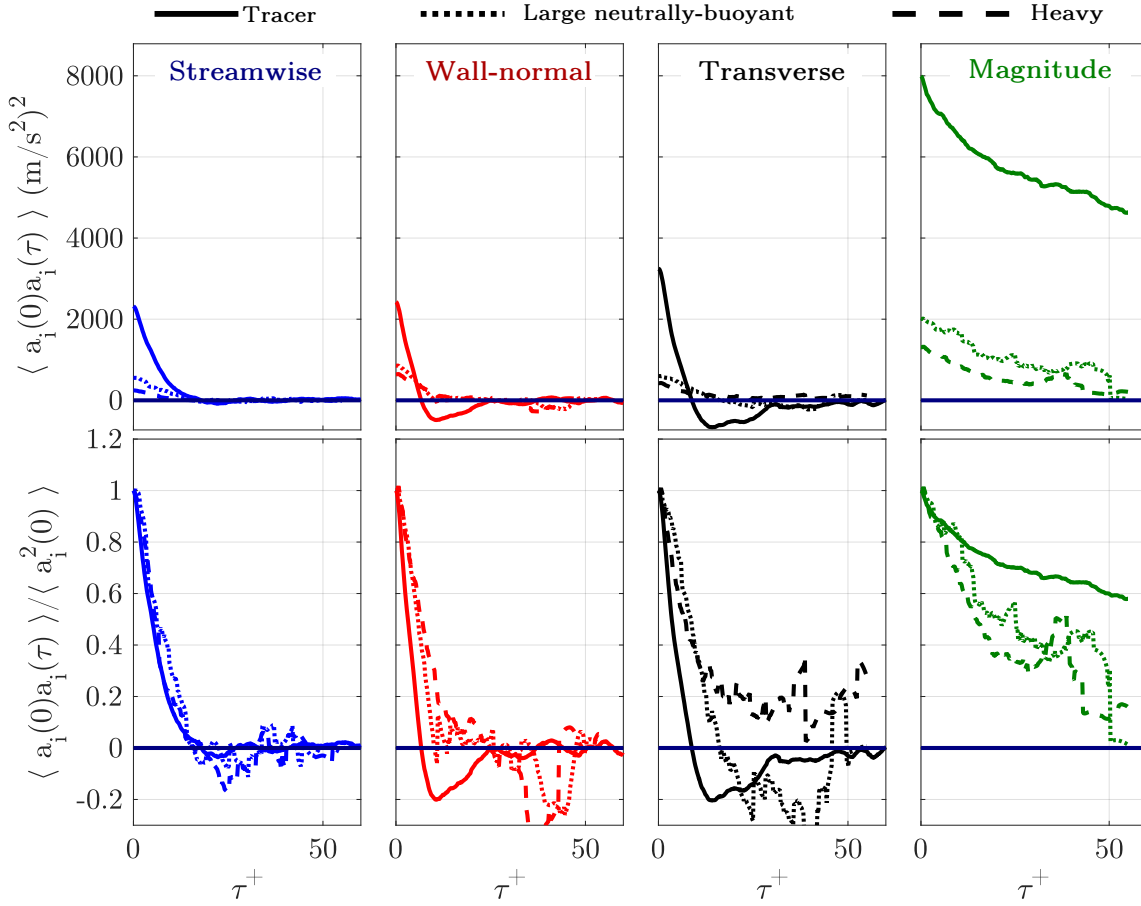 Tracer Large neutrally-buoyant Heavy
Streamwise Wall-normal Transverse Magnitude
8000
6000
4000
2000
0
⟨ a_i(0)a_i(τ) ⟩ (m/s²)²
1.2
1
0.8
0.6
0.4
0.2
0
-0.2
⟨ a_i(0)a_i(τ) ⟩/⟨ a_i²(0) ⟩
0 50 0 50 0 50 0 50
τ⁺ τ⁺ τ⁺ τ⁺